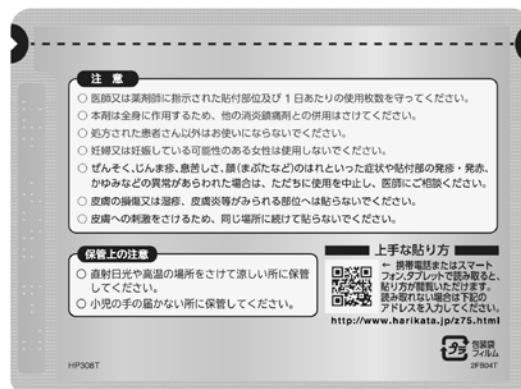 注 意
○ 医師又は薬剤師に指示された貼付部位及び 1 日あたりの使用枚数を守ってください。
○ 本剤は全身に作用するため、他の消炎鎮痛剤との併用はさけてください。
○ 処方された患者さん以外はお使いにならないでください。
○ 妊婦又は妊娠している可能性のある女性は使用しないでください。
○ ぜんそく、じんま疹、息苦しさ、顔(まぶたなど)のはれといった症状や貼付部の発疹・発赤、
かゆみなどの異常があらわれた場合は、ただちに使用を中止し、医師にご相談ください。
○ 皮膚の損傷又は湿疹、皮膚炎等がみられる部位へは貼らないでください。
○ 皮膚への刺激をさけるため、同じ場所に続けて貼らないでください。
保管上の注意
○ 直射日光や高温の場所をさけて涼しい所に保管
してください。
○ 小児の手の届かない所に保管してください。
上手な貼り方
← 携帯電話またはスマート
フォン、タブレットで読み取ると、
貼り方が閲覧いただけます。
読み取れない場合は下記の
アドレスを入力してください。
http://www.harikata.jp/z75.html
プラ
包装袋
フィルム
HP308T
2FB04T